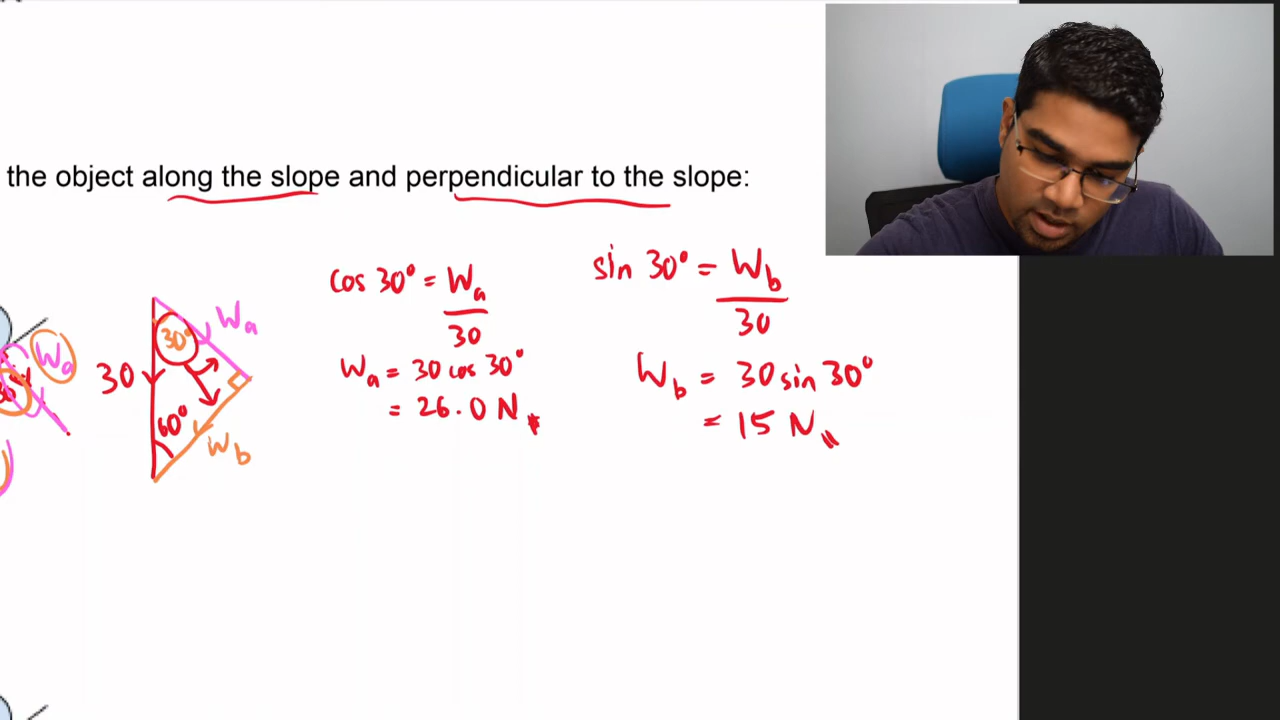 the object along the slope and perpendicular to the slope:
cos 30° = Wa
30
Wa = 30 cos 30°
= 26.0 N
sin 30° = Wb
30
Wb = 30 sin 30°
= 15 N
Wa
30°
Wa
30
60°
Wb